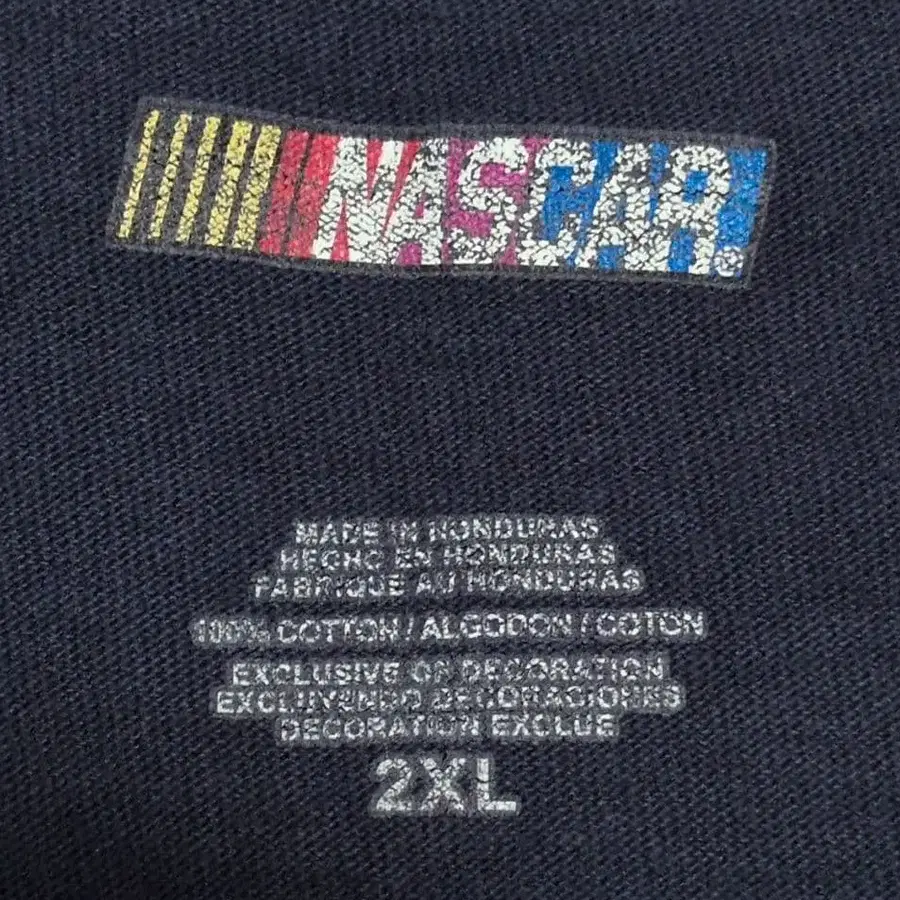 NASCAR®
MADE IN HONDURAS
HECHO EN HONDURAS
FABRIQUE AU HONDURAS
100% COTTON / ALGODON / COTON
EXCLUSIVE OF DECORATION
EXCLUYENDO DECORACIONES
DECORATION EXCLUE
2XL